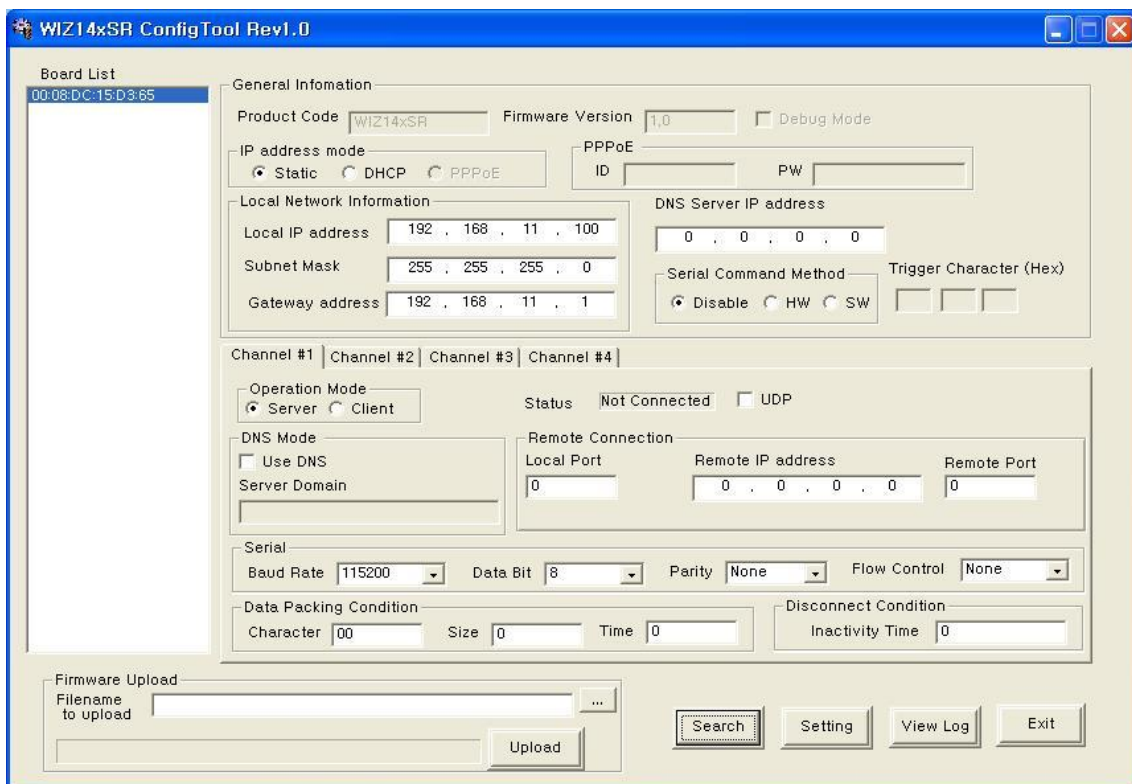 WIZ14xSR ConfigTool Rev1.0
Board List
00:08:DC:15:D3:65
General Infomation
Product Code WIZ14xSR Firmware Version 1,0 Debug Mode
IP address mode
Static DHCP PPPoE
PPPoE
ID PW
Local Network Information
Local IP address 192 . 168 . 11 . 100
Subnet Mask 255 . 255 . 255 . 0
Gateway address 192 . 168 . 11 . 1
DNS Server IP address
0 . 0 . 0 . 0
Serial Command Method
Disable HW SW
Trigger Character (Hex)
Channel #1 Channel #2 Channel #3 Channel #4
Operation Mode
Server Client
Status Not Connected UDP
DNS Mode
Use DNS
Server Domain
Remote Connection
Local Port Remote IP address Remote Port
0 0 . 0 . 0 . 0 0
Serial
Baud Rate 115200 Data Bit 8 Parity None Flow Control None
Data Packing Condition
Character 00 Size 0 Time 0
Disconnect Condition
Inactivity Time 0
Firmware Upload
Filename
to upload
...
Upload
Search Setting View Log Exit